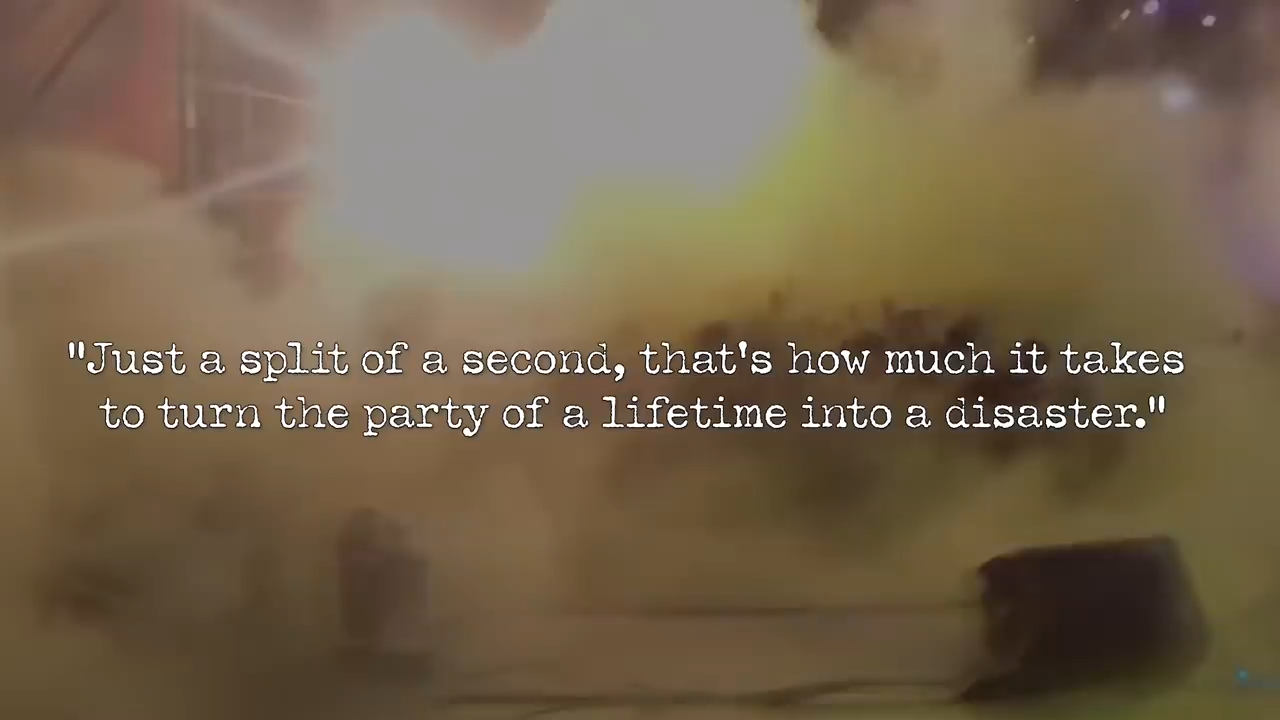 "Just a split of a second, that's how much it takes
to turn the party of a lifetime into a disaster."